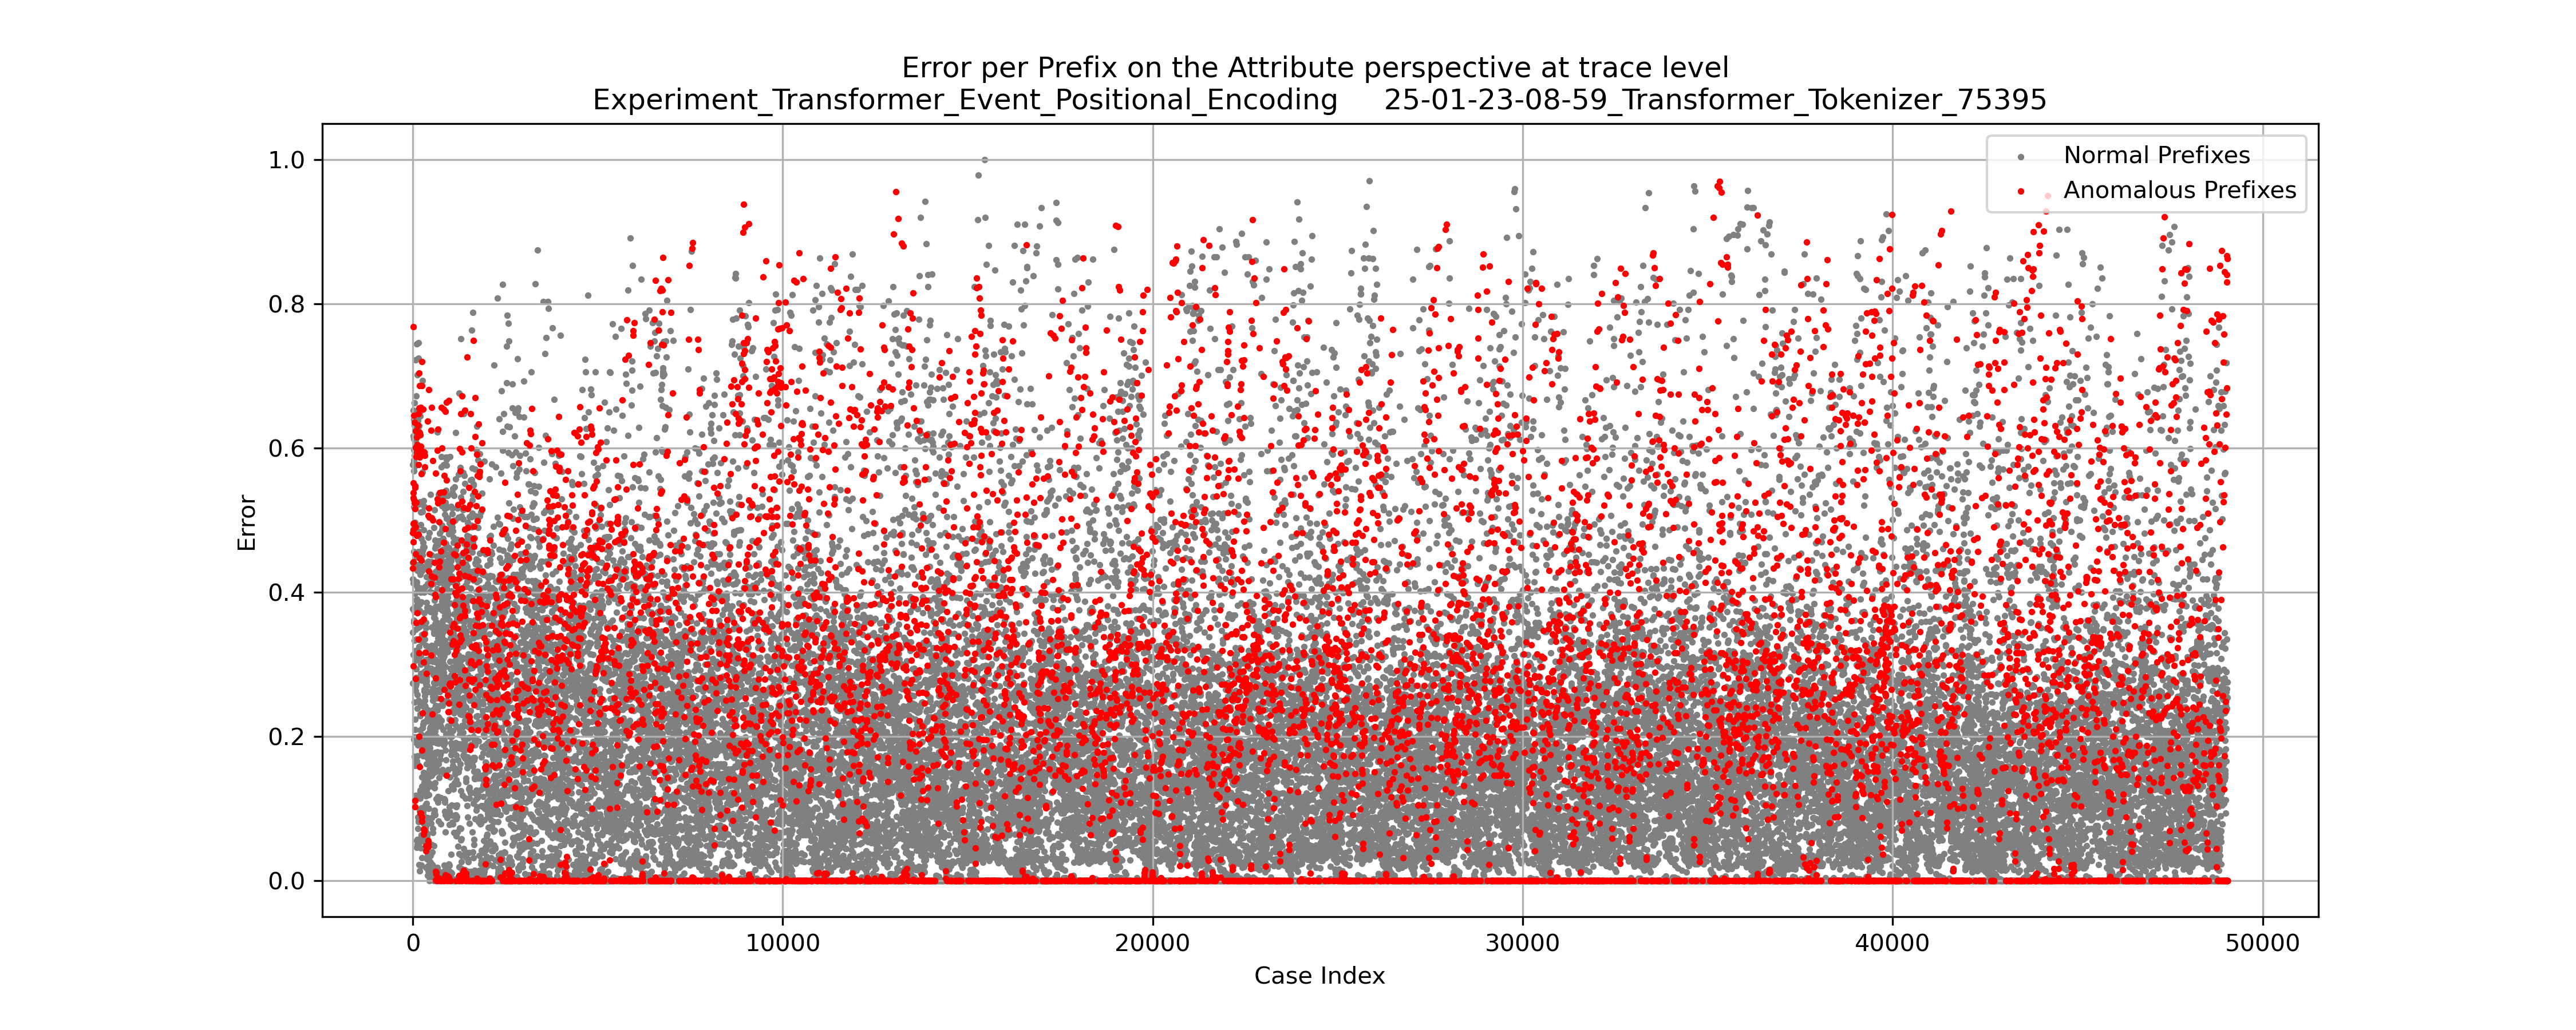 Error per Prefix on the Attribute perspective at trace level
Experiment_Transformer_Event_Positional_Encoding 25-01-23-08-59_Transformer_Tokenizer_75395
Normal Prefixes
Anomalous Prefixes
1.0
0.8
0.6
0.4
0.2
0.0
Error
0 10000 20000 30000 40000 50000
Case Index